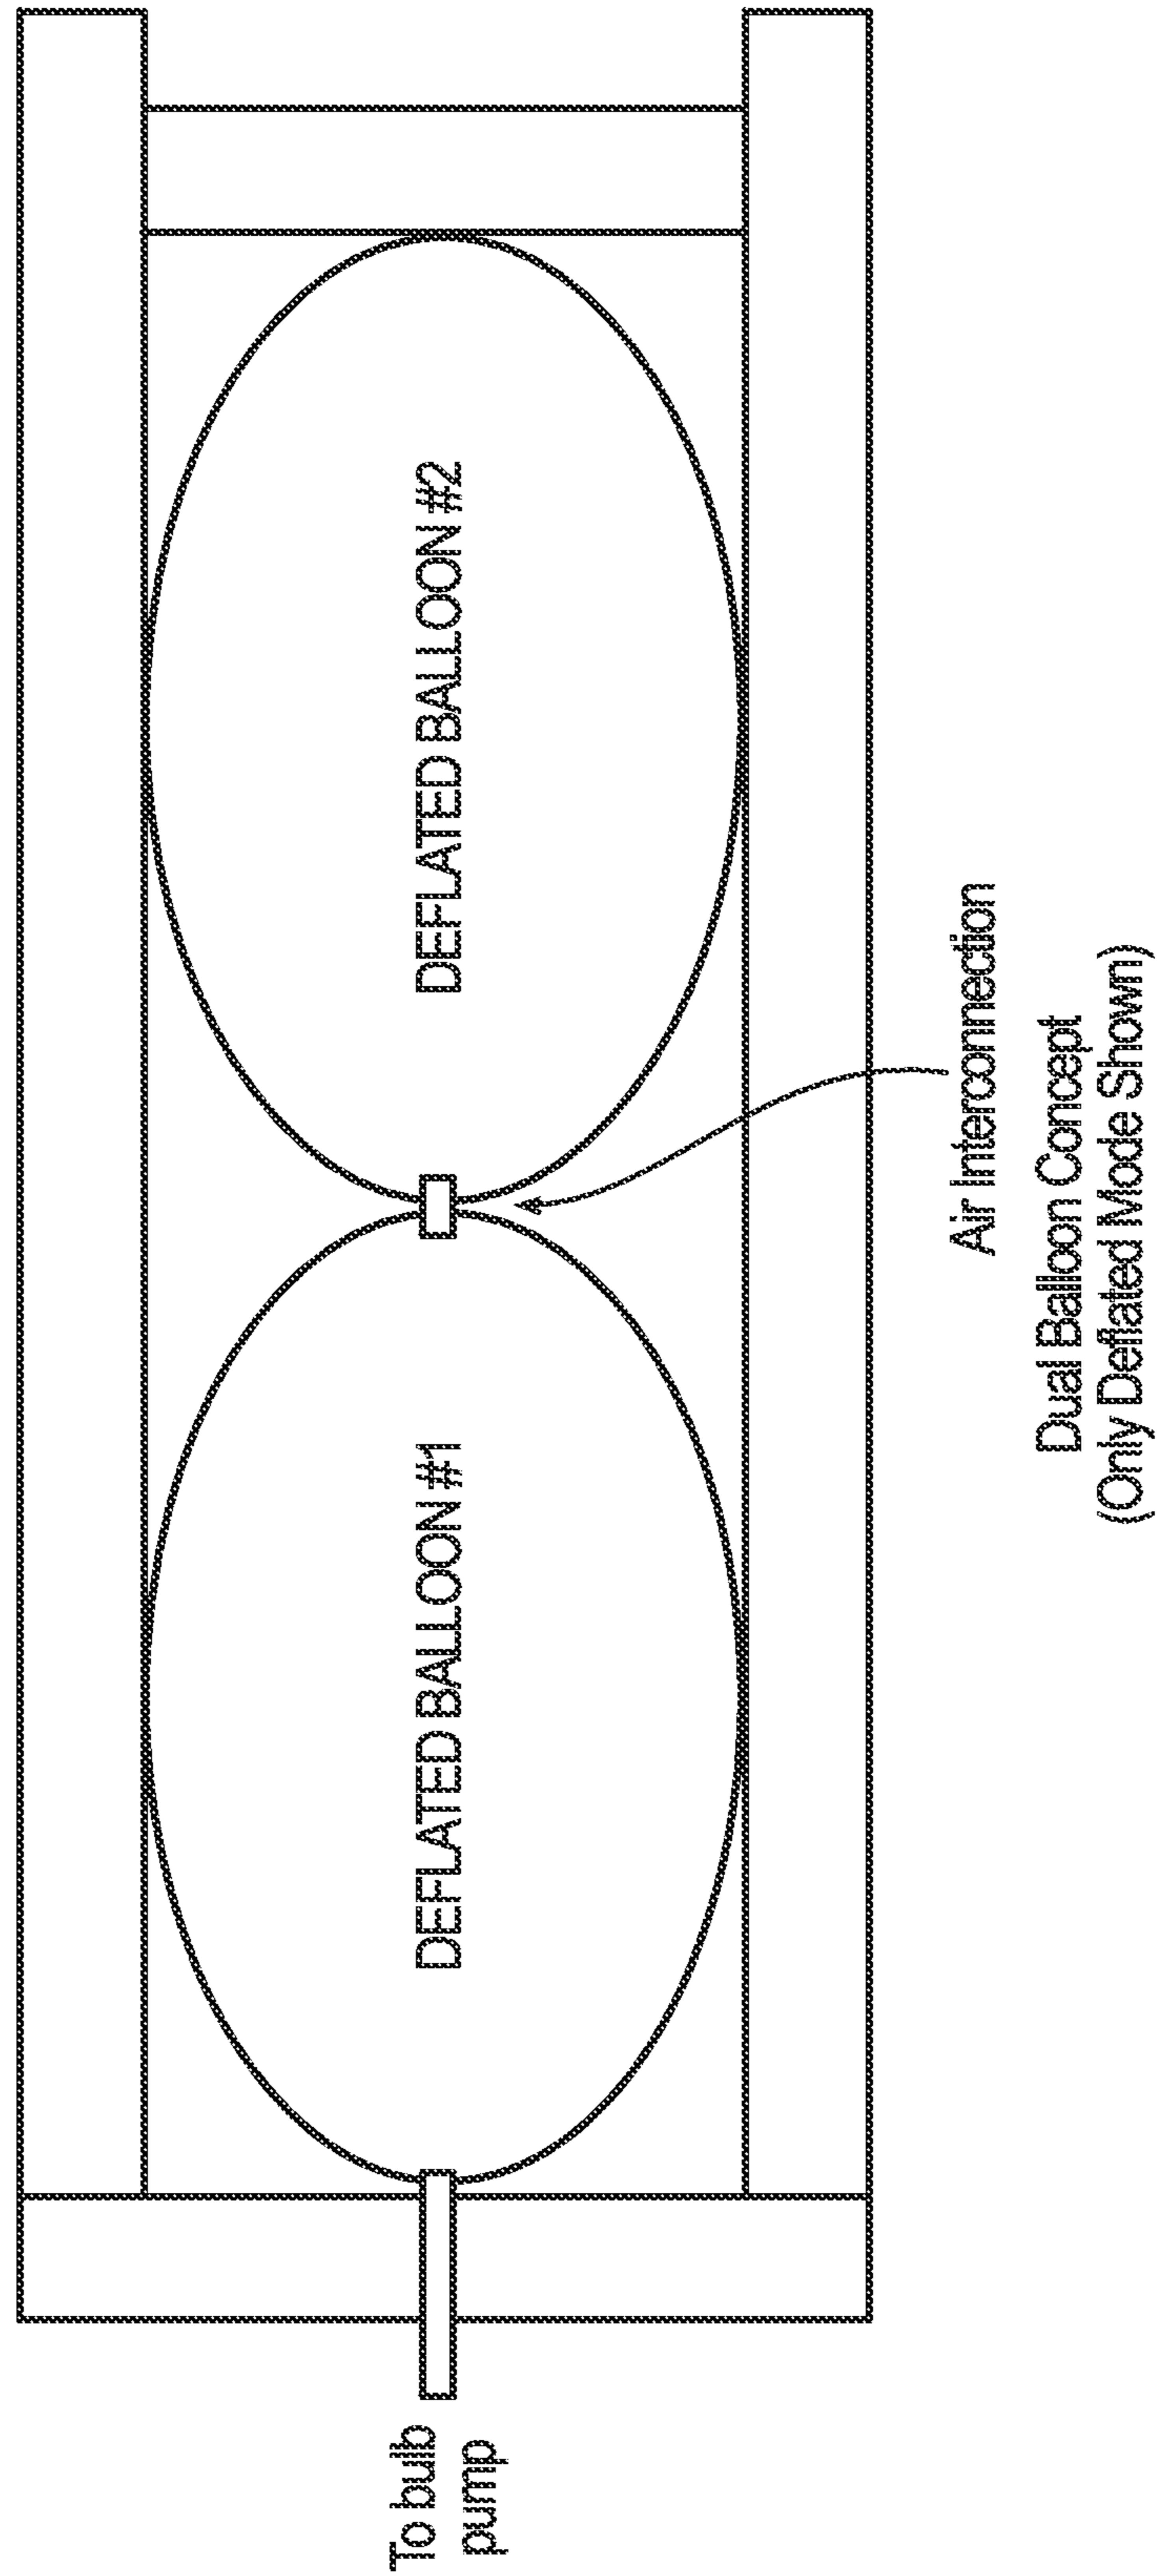 To bulb
pump
DEFLATED BALLOON #1
DEFLATED BALLOON #2
Air Interconnection
Dual Balloon Concept
(Only Deflated Mode Shown)